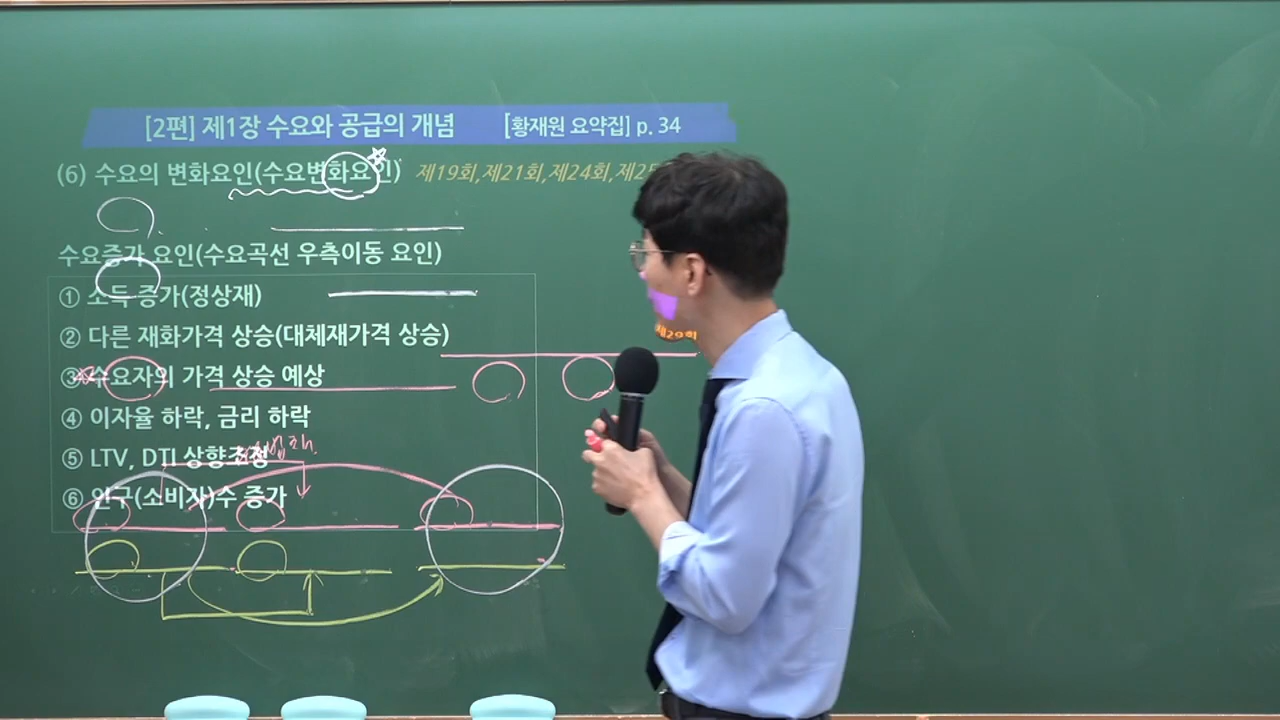 [2편] 제1장 수요와 공급의 개념 [황재원 요약집] p. 34
(6) 수요의 변화요인(수요변화요인) 제19회,제21회,제24회,제2
수요증가 요인(수요곡선 우측이동 요인)
① 소득 증가(정상재)
② 다른 재화가격 상승(대체재가격 상승)
제29회
③ 수요자의 가격 상승 예상
④ 이자율 하락, 금리 하락
⑤ LTV, DTI 상향조정
⑥ 인구(소비자)수 증가